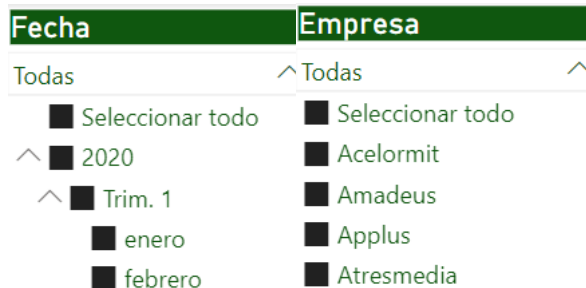 Fecha
Todas
Seleccionar todo
2020
Trim. 1
enero
febrero
Empresa
Todas
Seleccionar todo
Acelormit
Amadeus
Applus
Atresmedia